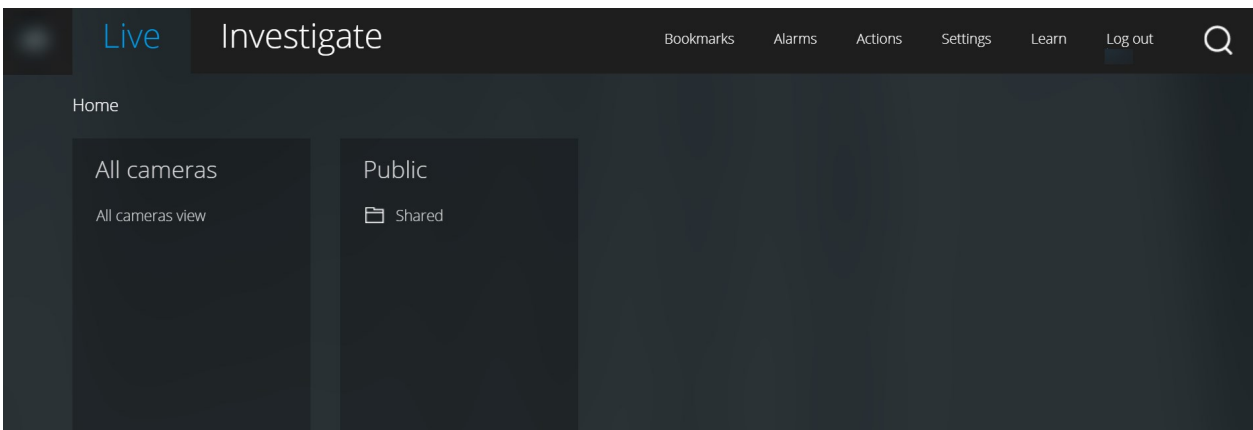 Live Investigate Bookmarks Alarms Actions Settings Learn Log out
Home
All cameras
All cameras view
Public
Shared